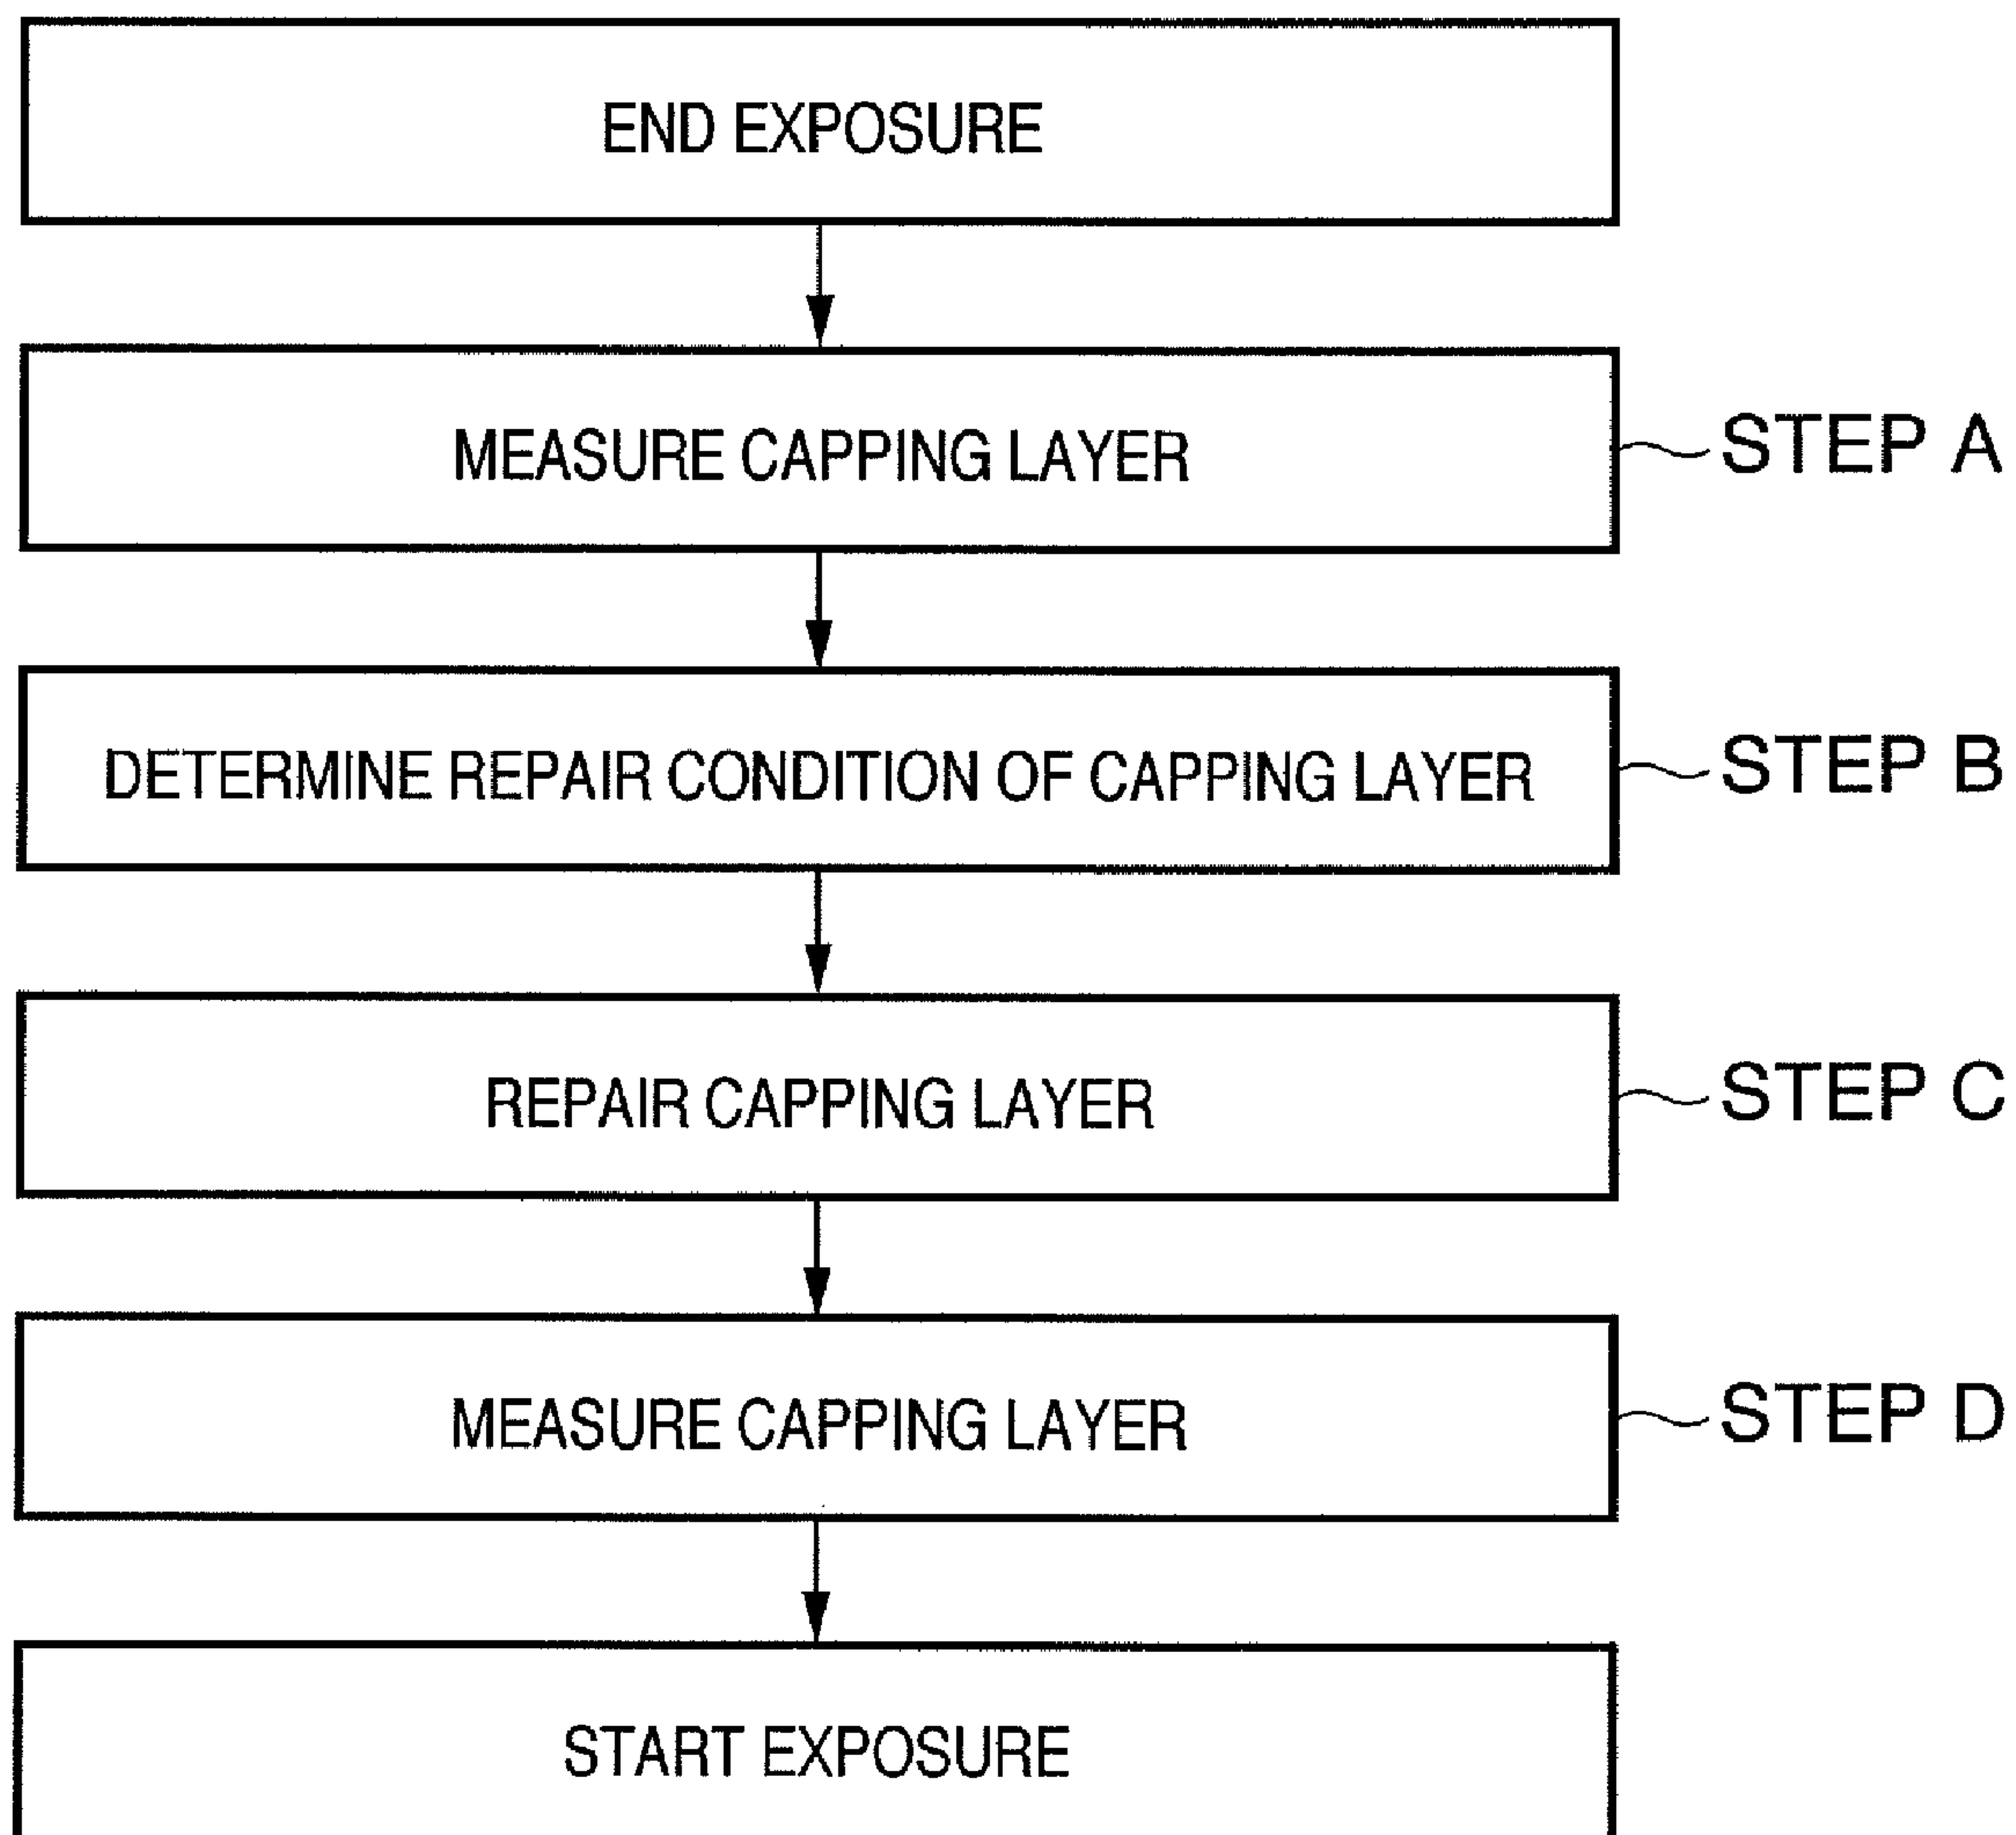 END EXPOSURE
MEASURE CAPPING LAYER
STEP A
DETERMINE REPAIR CONDITION OF CAPPING LAYER
STEP B
REPAIR CAPPING LAYER
STEP C
MEASURE CAPPING LAYER
STEP D
START EXPOSURE